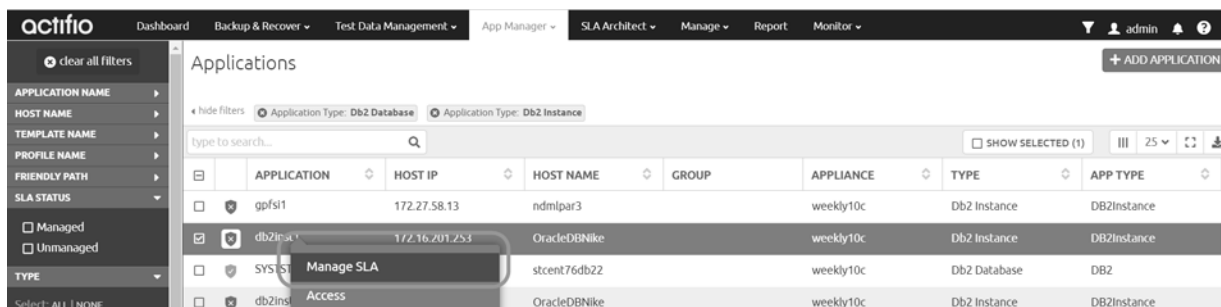 actifio Dashboard Backup & Recover Test Data Management App Manager SLA Architect Manage Report Monitor admin
clear all filters
Applications
+ ADD APPLICATION
APPLICATION NAME
HOST NAME
TEMPLATE NAME
PROFILE NAME
FRIENDLY PATH
SLA STATUS
Managed
Unmanaged
TYPE
Select: ALL | NONE
hide filters Application Type: Db2 Database Application Type: Db2 Instance
type to search... SHOW SELECTED (1) 25
APPLICATION HOST IP HOST NAME GROUP APPLIANCE TYPE APP TYPE
gpfsi1 172.27.58.13 ndmlpar3 weekly10c Db2 Instance DB2Instance
172.16.201.253 OracleDBNike weekly10c Db2 Instance DB2Instance
stcent76db22 weekly10c Db2 Database DB2
OracleDBNike weekly10c Db2 Instance DB2Instance
Manage SLA
Access